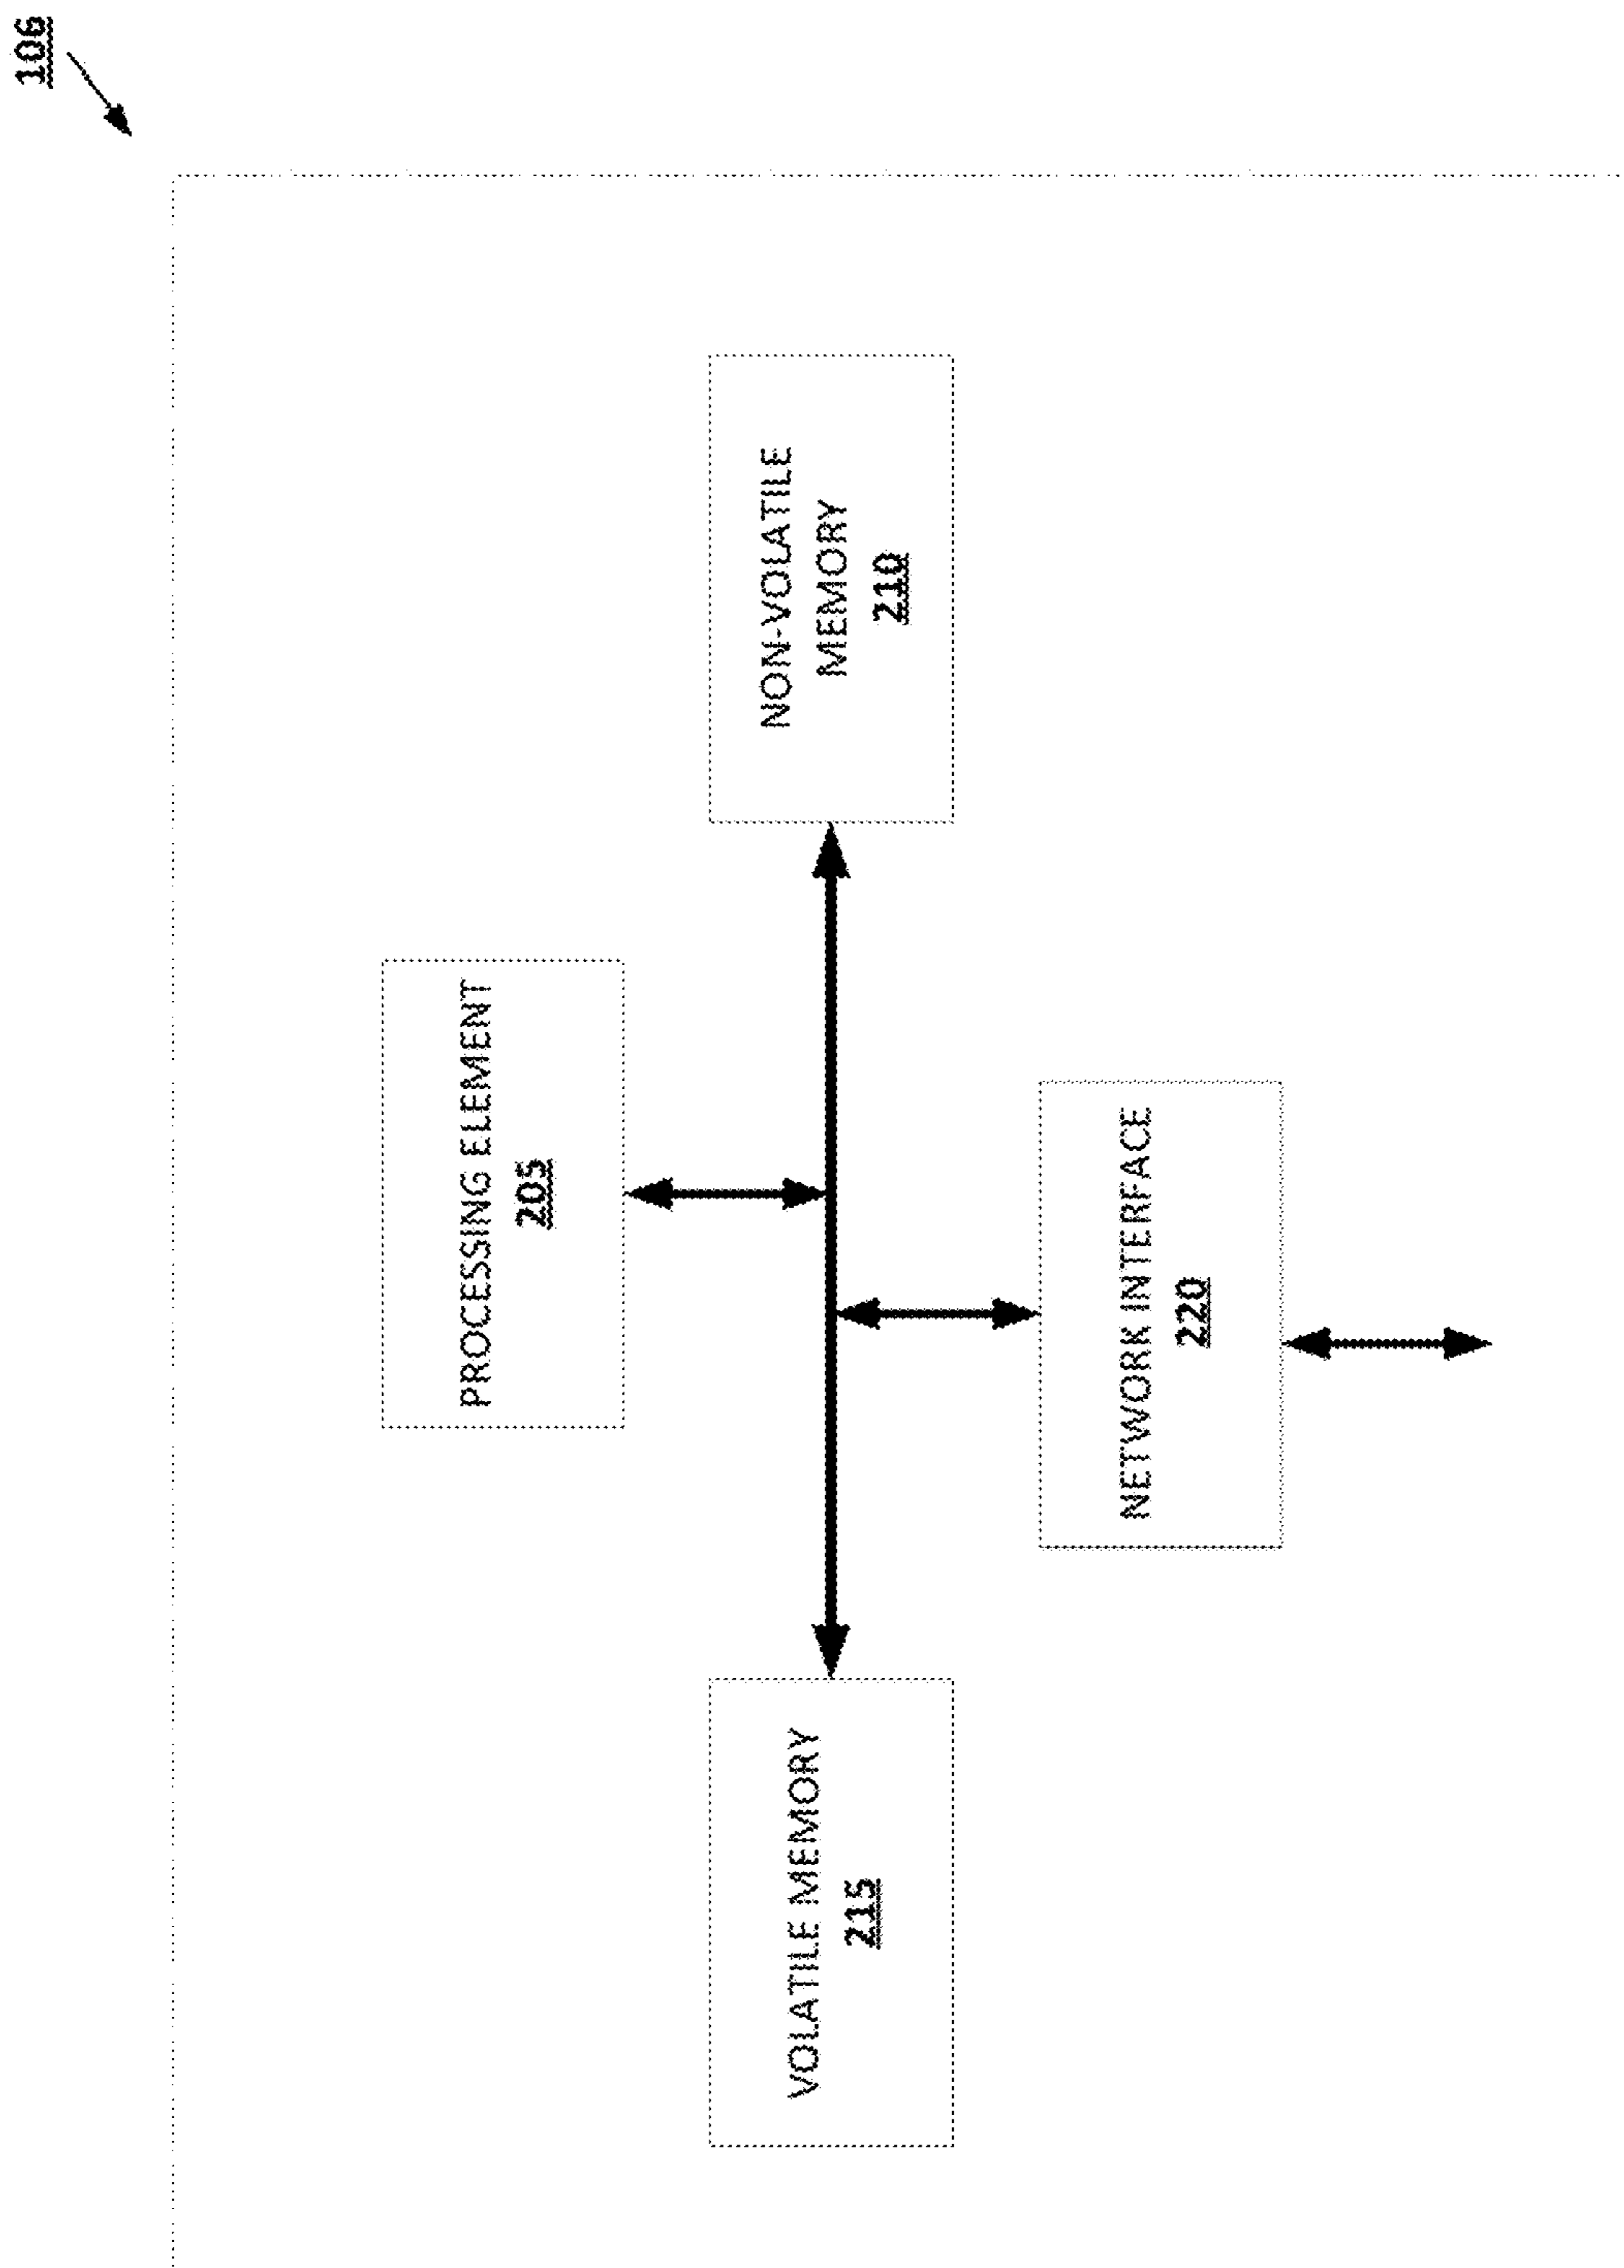 106
PROCESSING ELEMENT
205
VOLATILE MEMORY
215
NON-VOLATILE
MEMORY
210
NETWORK INTERFACE
220